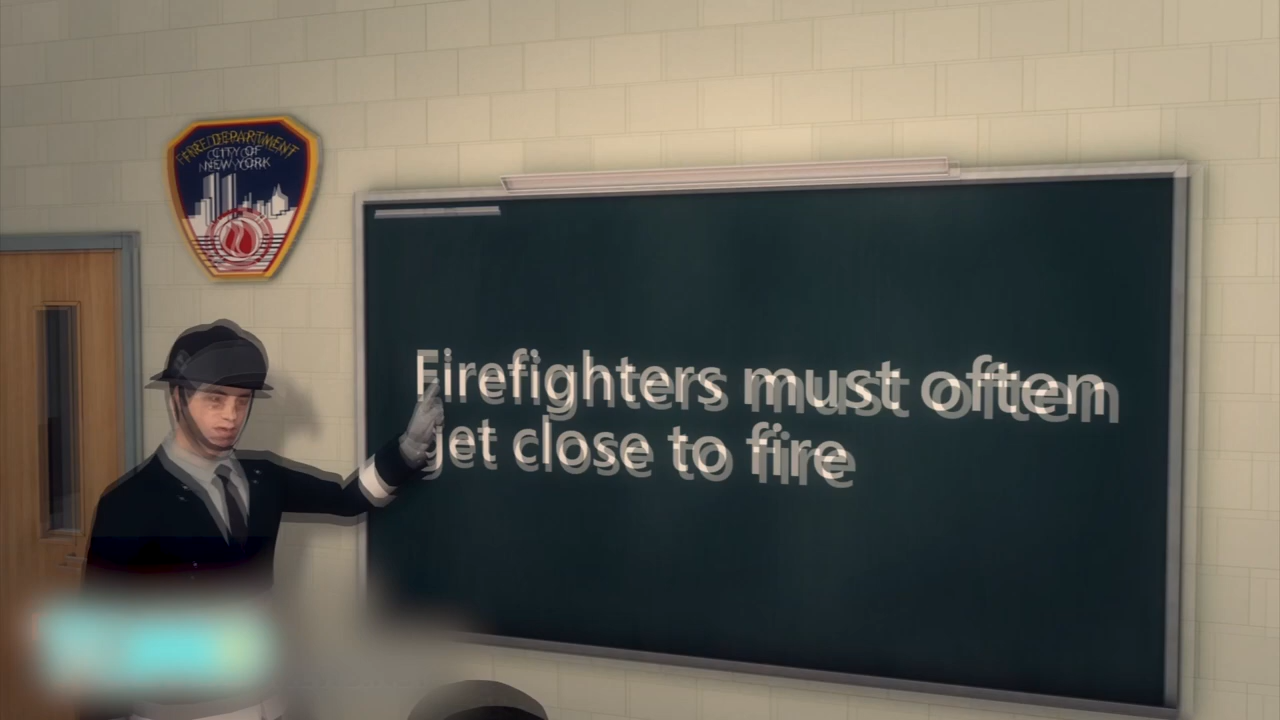 FIRE DEPARTMENT
CITY OF
NEW YORK
Firefighters must often
get close to fire